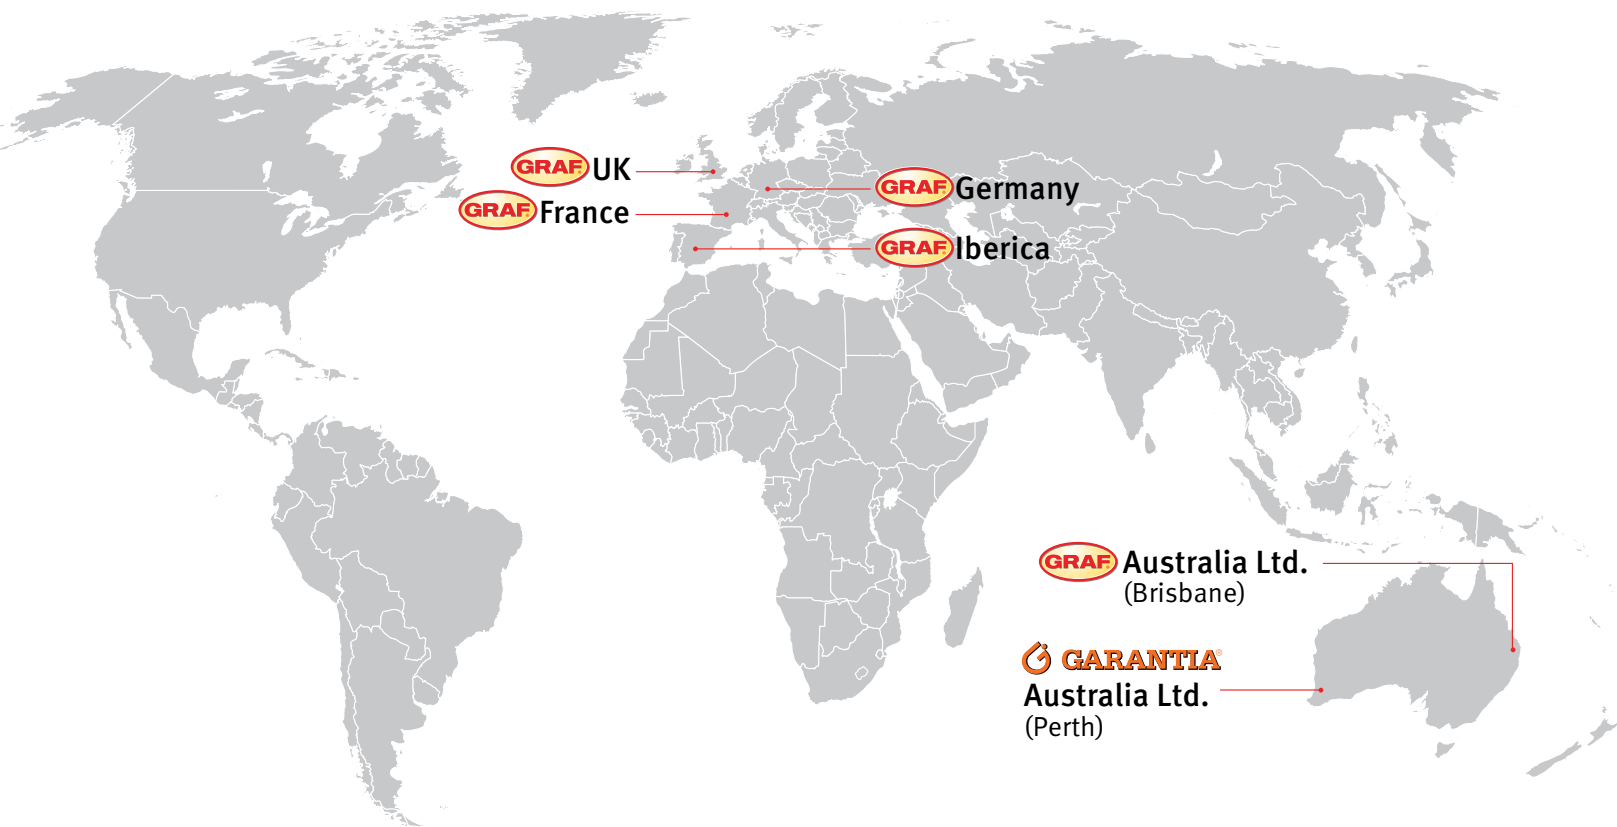 GRAF UK
GRAF France
GRAF Germany
GRAF Iberica
GRAF Australia Ltd.
(Brisbane)
GARANTIA®
Australia Ltd.
(Perth)